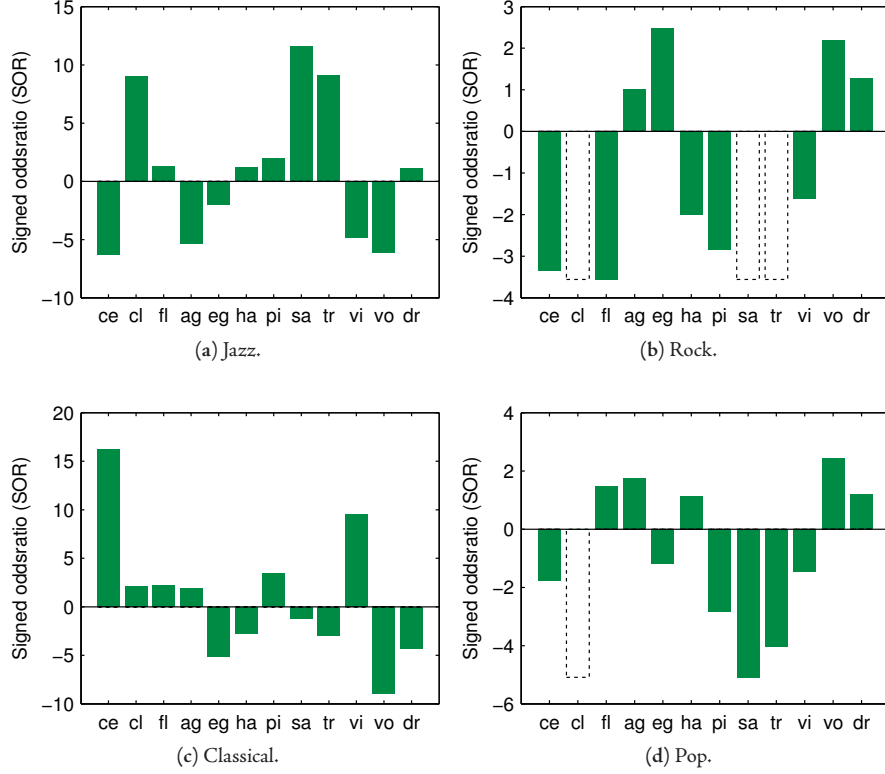 Signed oddsratio (SOR)
15
10
5
0
−5
−10
ce cl fl ag eg ha pi sa tr vi vo dr
(a) Jazz.
Signed oddsratio (SOR)
3
2
1
0
−1
−2
−3
−4
ce cl fl ag eg ha pi sa tr vi vo dr
(b) Rock.
Signed oddsratio (SOR)
20
15
10
5
0
−5
−10
ce cl fl ag eg ha pi sa tr vi vo dr
(c) Classical.
Signed oddsratio (SOR)
4
2
0
−2
−4
−6
ce cl fl ag eg ha pi sa tr vi vo dr
(d) Pop.